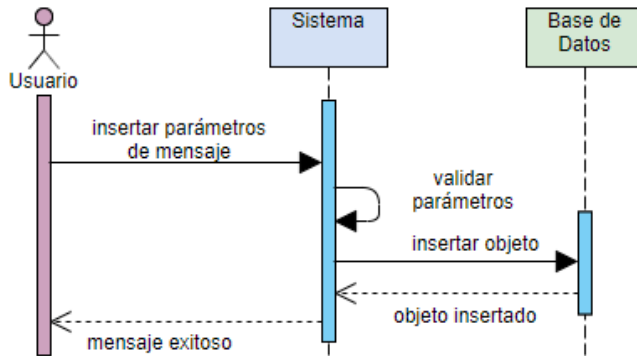 Sistema
Base de
Datos
Usuario
insertar parámetros
de mensaje
validar
parámetros
insertar objeto
objeto insertado
mensaje exitoso